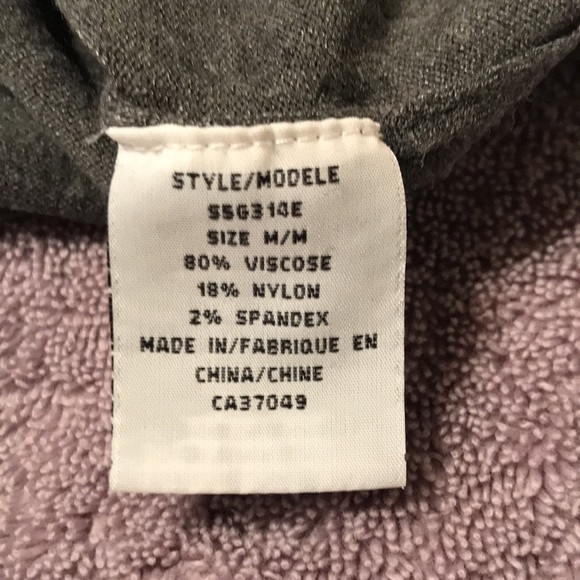 STYLE/MODELE
SSG314E
SIZE M/M
80% VISCOSE
18% NYLON
2% SPANDEX
MADE IN/FABRIQUE EN
CHINA/CHINE
CA37049